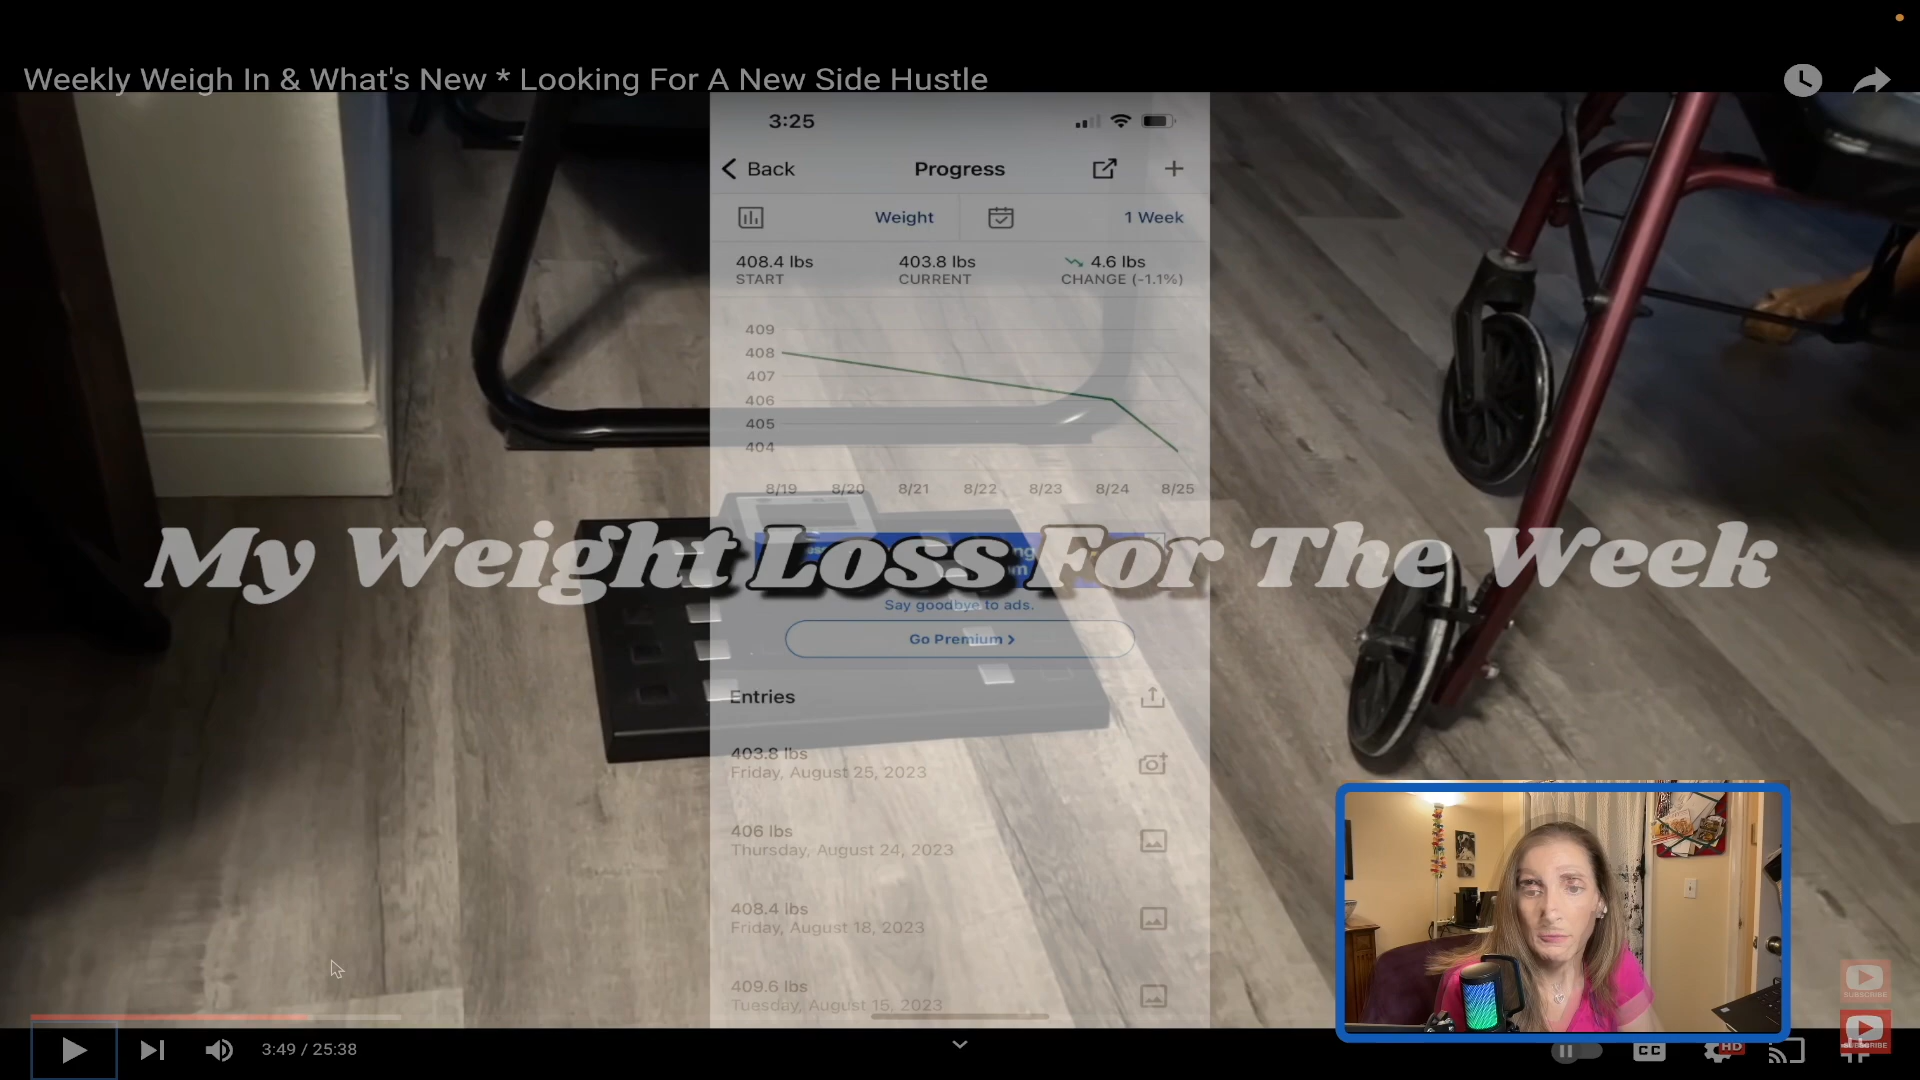 Weekly Weigh In & What's New * Looking For A New Side Hustle
3:25
Back
Progress
Weight
1 Week
408.4 lbs
START
403.8 lbs
CURRENT
4.6 lbs
CHANGE (-1.1%)
409
408
407
406
405
404
8/19 8/20 8/21 8/22 8/23 8/24 8/25
My Weight Loss For The Week
Say goodbye to ads.
Go Premium >
Entries
403.8 lbs
Friday, August 25, 2023
406 lbs
Thursday, August 24, 2023
408.4 lbs
Friday, August 18, 2023
409.6 lbs
Tuesday, August 15, 2023
SUBSCRIBE
SUBSCRIBE
3:49 / 25:38
CC
HD